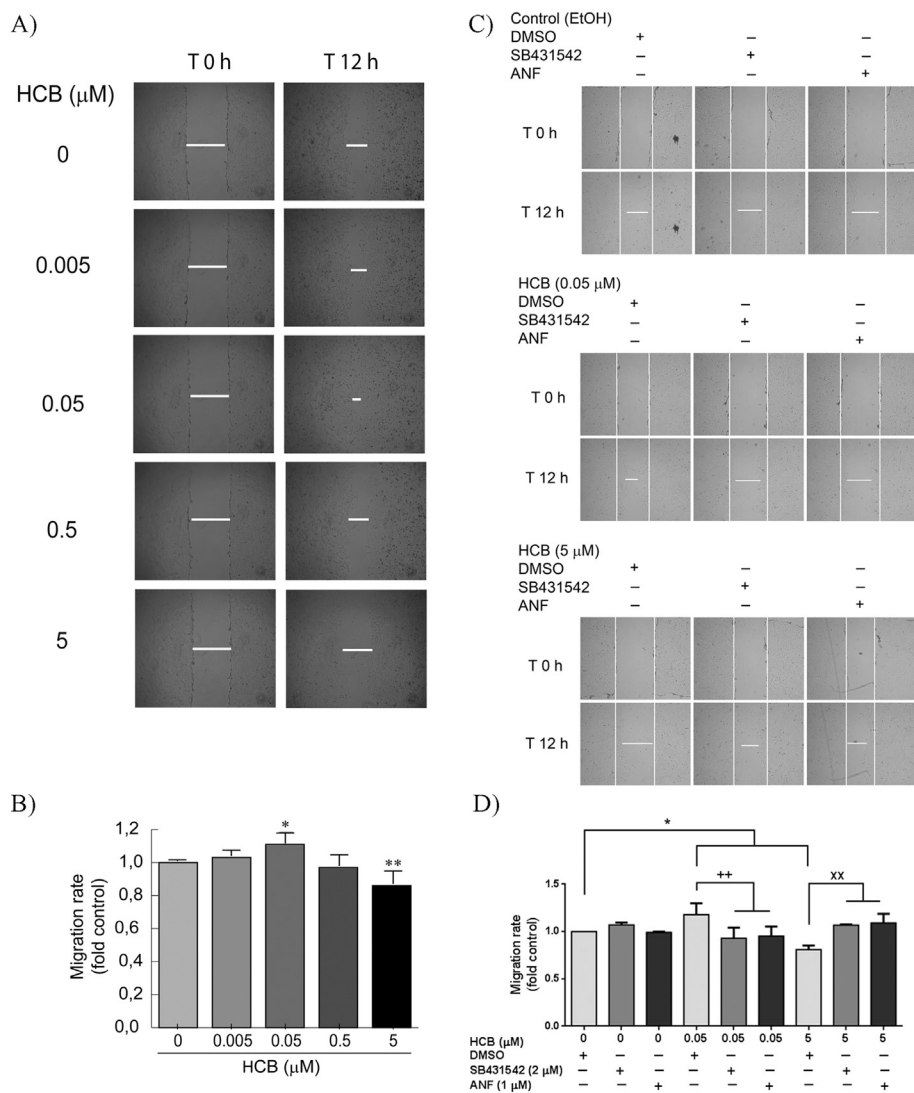 A)
T 0 h T 12 h
HCB (μM)
0
0.005
0.05
0.5
5
B)
Migration rate
(fold control)
1,2
1,0
0,8
0,6
0,4
0,2
0,0
*
**
0 0.005 0.05 0.5 5
HCB (μM)
C)
Control (EtOH)
DMSO + – –
SB431542 – + –
ANF – – +
T 0 h
T 12 h
HCB (0.05 μM)
DMSO + – –
SB431542 – + –
ANF – – +
T 0 h
T 12 h
HCB (5 μM)
DMSO + – –
SB431542 – + –
ANF – – +
T 0 h
T 12 h
D)
*
++ xx
Migration rate
(fold control)
1.5
1.0
0.5
0.0
HCB (μM) 0 0 0 0.05 0.05 0.05 5 5 5
DMSO + – – + – – + – –
SB431542 (2 μM) – + – – + – – + –
ANF (1 μM) – – + – – + – – +